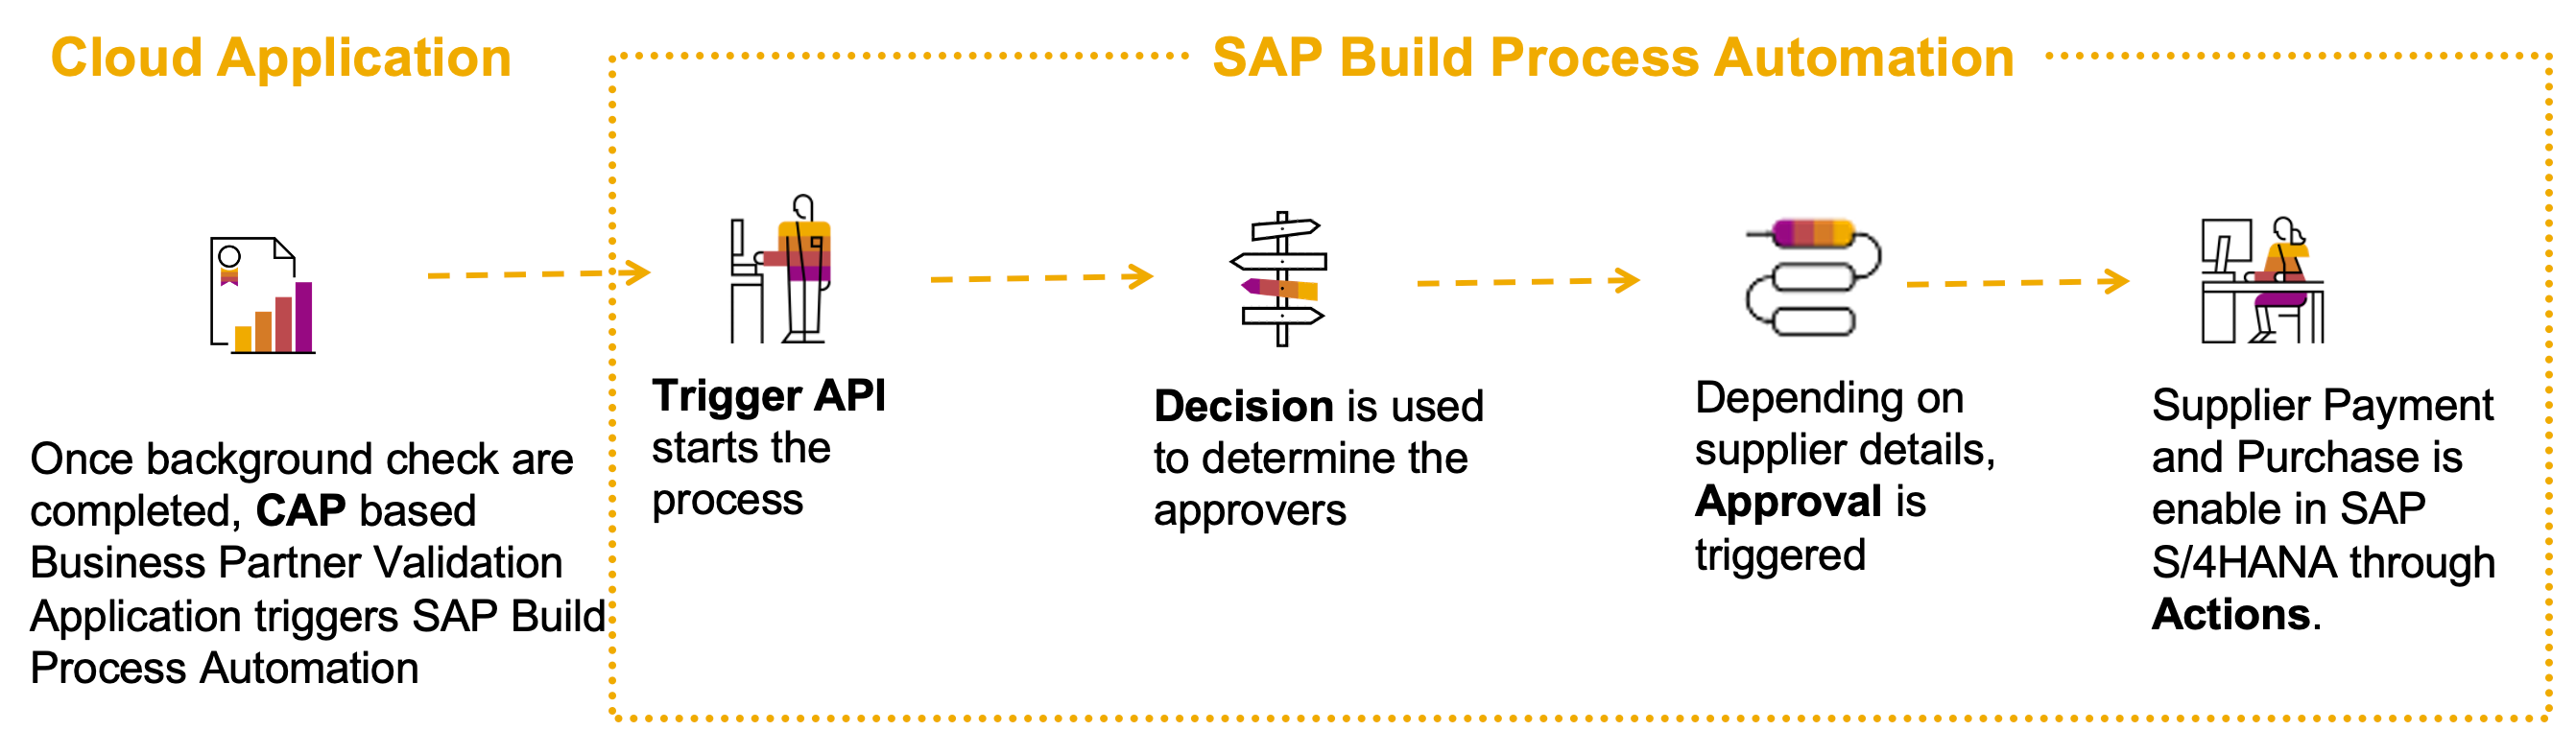 Cloud Application
SAP Build Process Automation
Once background check are
completed, CAP based
Business Partner Validation
Application triggers SAP Build
Process Automation
Trigger API
starts the
process
Decision is used
to determine the
approvers
Depending on
supplier details,
Approval is
triggered
Supplier Payment
and Purchase is
enable in SAP
S/4HANA through
Actions.